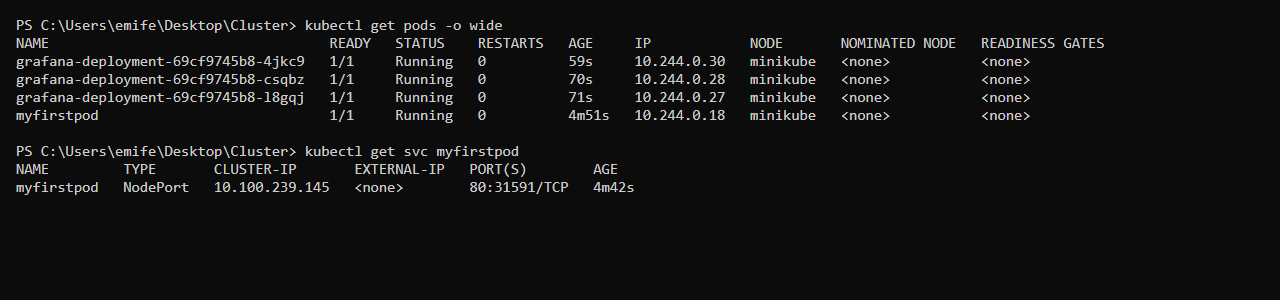 PS C:\Users\emife\Desktop\Cluster> kubectl get pods -o wide
NAME                                  READY   STATUS    RESTARTS   AGE     IP            NODE       NOMINATED NODE   READINESS GATES
grafana-deployment-69cf9745b8-4jkc9   1/1     Running   0          59s     10.244.0.30   minikube   <none>           <none>
grafana-deployment-69cf9745b8-csqbz   1/1     Running   0          70s     10.244.0.28   minikube   <none>           <none>
grafana-deployment-69cf9745b8-l8gqj   1/1     Running   0          71s     10.244.0.27   minikube   <none>           <none>
myfirstpod                            1/1     Running   0          4m51s   10.244.0.18   minikube   <none>           <none>
PS C:\Users\emife\Desktop\Cluster> kubectl get svc myfirstpod
NAME         TYPE       CLUSTER-IP       EXTERNAL-IP   PORT(S)        AGE
myfirstpod   NodePort   10.100.239.145   <none>        80:31591/TCP   4m42s